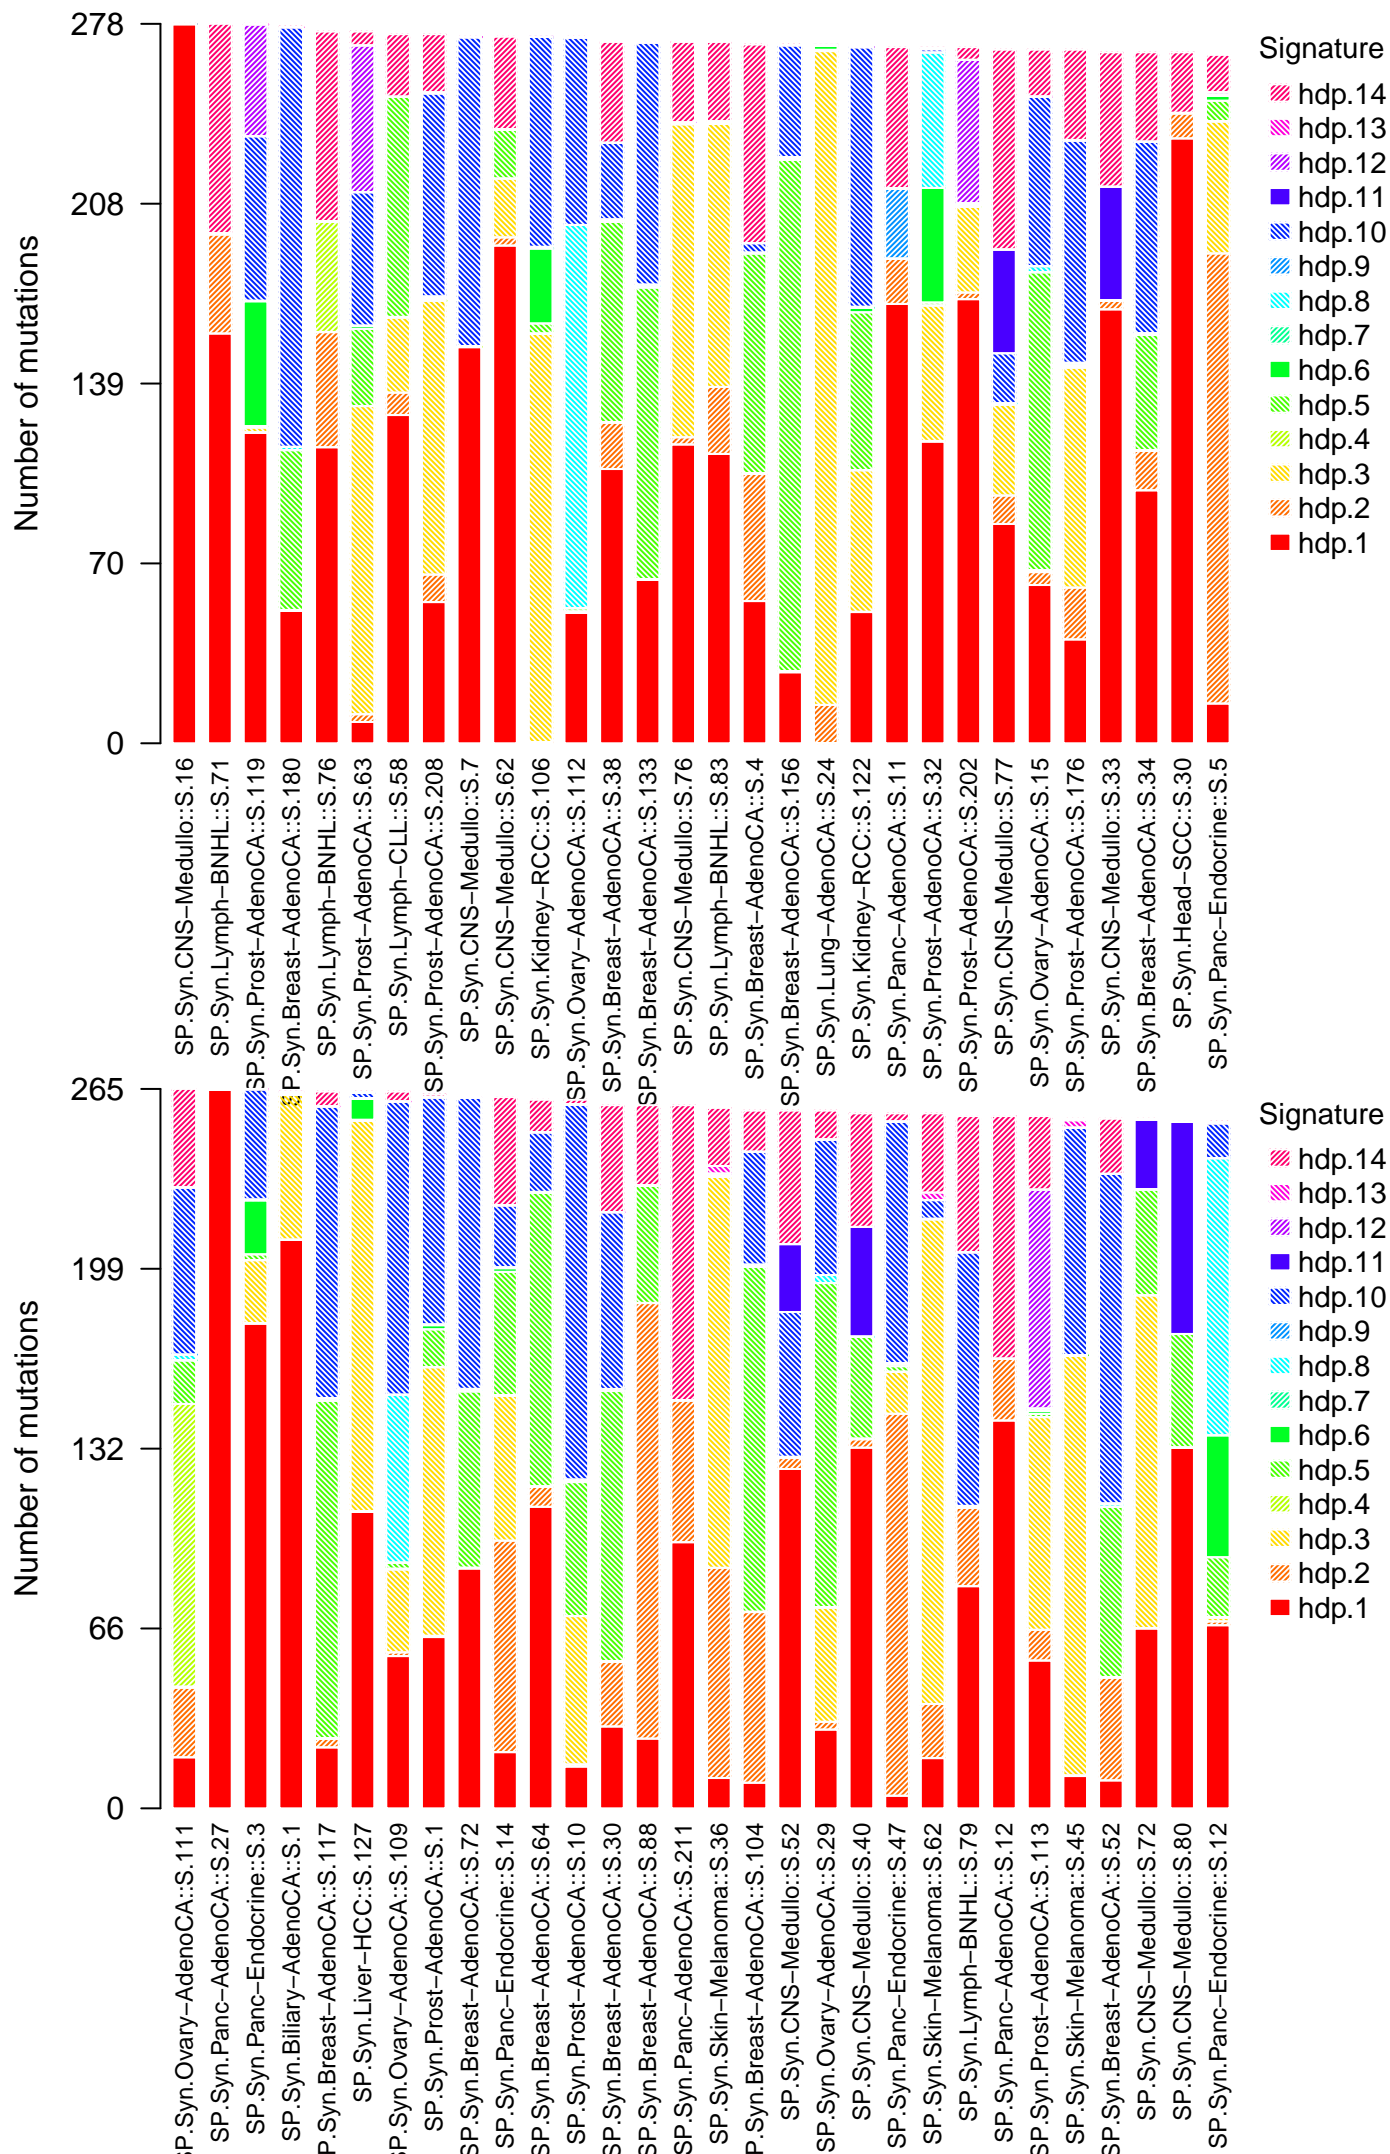 Number of mutations
278
208
139
70
0
Signature
hdp.14
hdp.13
hdp.12
hdp.11
hdp.10
hdp.9
hdp.8
hdp.7
hdp.6
hdp.5
hdp.4
hdp.3
hdp.2
hdp.1
SP.Syn.CNS−Medullo::S.16
SP.Syn.Lymph−BNHL::S.71
SP.Syn.Prost−AdenoCA::S.119
P.Syn.Breast−AdenoCA::S.180
SP.Syn.Lymph−BNHL::S.76
SP.Syn.Prost−AdenoCA::S.63
SP.Syn.Lymph−CLL::S.58
SP.Syn.Prost−AdenoCA::S.208
SP.Syn.CNS−Medullo::S.7
SP.Syn.CNS−Medullo::S.62
SP.Syn.Kidney−RCC::S.106
SP.Syn.Ovary−AdenoCA::S.112
SP.Syn.Breast−AdenoCA::S.38
SP.Syn.Breast−AdenoCA::S.133
SP.Syn.CNS−Medullo::S.76
SP.Syn.Lymph−BNHL::S.83
SP.Syn.Breast−AdenoCA::S.4
SP.Syn.Breast−AdenoCA::S.156
SP.Syn.Lung−AdenoCA::S.24
SP.Syn.Kidney−RCC::S.122
SP.Syn.Panc−AdenoCA::S.11
SP.Syn.Prost−AdenoCA::S.32
SP.Syn.Prost−AdenoCA::S.202
SP.Syn.CNS−Medullo::S.77
SP.Syn.Ovary−AdenoCA::S.15
SP.Syn.Prost−AdenoCA::S.176
SP.Syn.CNS−Medullo::S.33
SP.Syn.Breast−AdenoCA::S.34
SP.Syn.Head−SCC::S.30
SP.Syn.Panc−Endocrine::S.5
Number of mutations
265
199
132
66
0
Signature
hdp.14
hdp.13
hdp.12
hdp.11
hdp.10
hdp.9
hdp.8
hdp.7
hdp.6
hdp.5
hdp.4
hdp.3
hdp.2
hdp.1
SP.Syn.Ovary−AdenoCA::S.111
SP.Syn.Panc−AdenoCA::S.27
SP.Syn.Panc−Endocrine::S.3
SP.Syn.Biliary−AdenoCA::S.1
P.Syn.Breast−AdenoCA::S.117
SP.Syn.Liver−HCC::S.127
SP.Syn.Ovary−AdenoCA::S.109
SP.Syn.Prost−AdenoCA::S.1
SP.Syn.Breast−AdenoCA::S.72
SP.Syn.Panc−Endocrine::S.14
SP.Syn.Breast−AdenoCA::S.64
SP.Syn.Prost−AdenoCA::S.10
SP.Syn.Breast−AdenoCA::S.30
SP.Syn.Breast−AdenoCA::S.88
SP.Syn.Panc−AdenoCA::S.211
SP.Syn.Skin−Melanoma::S.36
P.Syn.Breast−AdenoCA::S.104
SP.Syn.CNS−Medullo::S.52
SP.Syn.Ovary−AdenoCA::S.29
SP.Syn.CNS−Medullo::S.40
SP.Syn.Panc−Endocrine::S.47
SP.Syn.Skin−Melanoma::S.62
SP.Syn.Lymph−BNHL::S.79
SP.Syn.Panc−AdenoCA::S.12
SP.Syn.Prost−AdenoCA::S.113
SP.Syn.Skin−Melanoma::S.45
SP.Syn.Breast−AdenoCA::S.52
SP.Syn.CNS−Medullo::S.72
SP.Syn.CNS−Medullo::S.80
SP.Syn.Panc−Endocrine::S.12